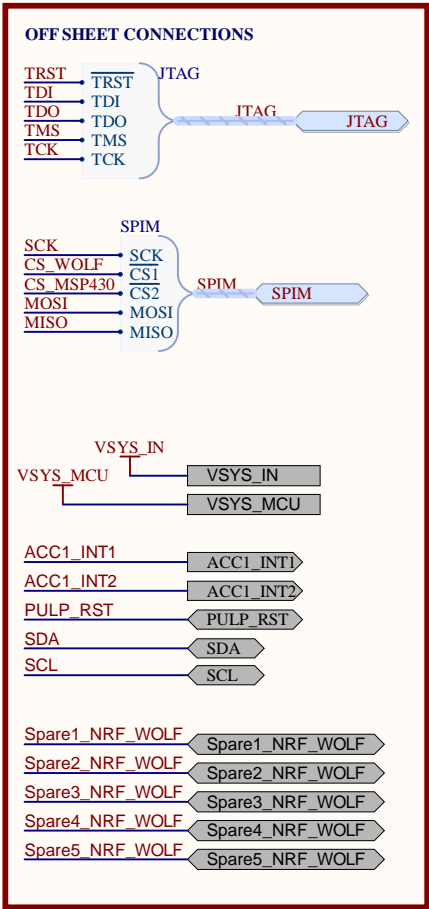 OFF SHEET CONNECTIONS
TRST TRST JTAG
TDI TDI
TDO TDO JTAG JTAG
TMS TMS
TCK TCK
SPIM
SCK SCK
CS_WOLF CS1
CS_MSP430 CS2 SPIM SPIM
MOSI MOSI
MISO MISO
VSYS_IN
VSYS_MCU VSYS_IN
VSYS_MCU
ACC1_INT1 ACC1_INT1
ACC1_INT2 ACC1_INT2
PULP_RST PULP_RST
SDA SDA
SCL SCL
Spare1_NRF_WOLF Spare1_NRF_WOLF
Spare2_NRF_WOLF Spare2_NRF_WOLF
Spare3_NRF_WOLF Spare3_NRF_WOLF
Spare4_NRF_WOLF Spare4_NRF_WOLF
Spare5_NRF_WOLF Spare5_NRF_WOLF